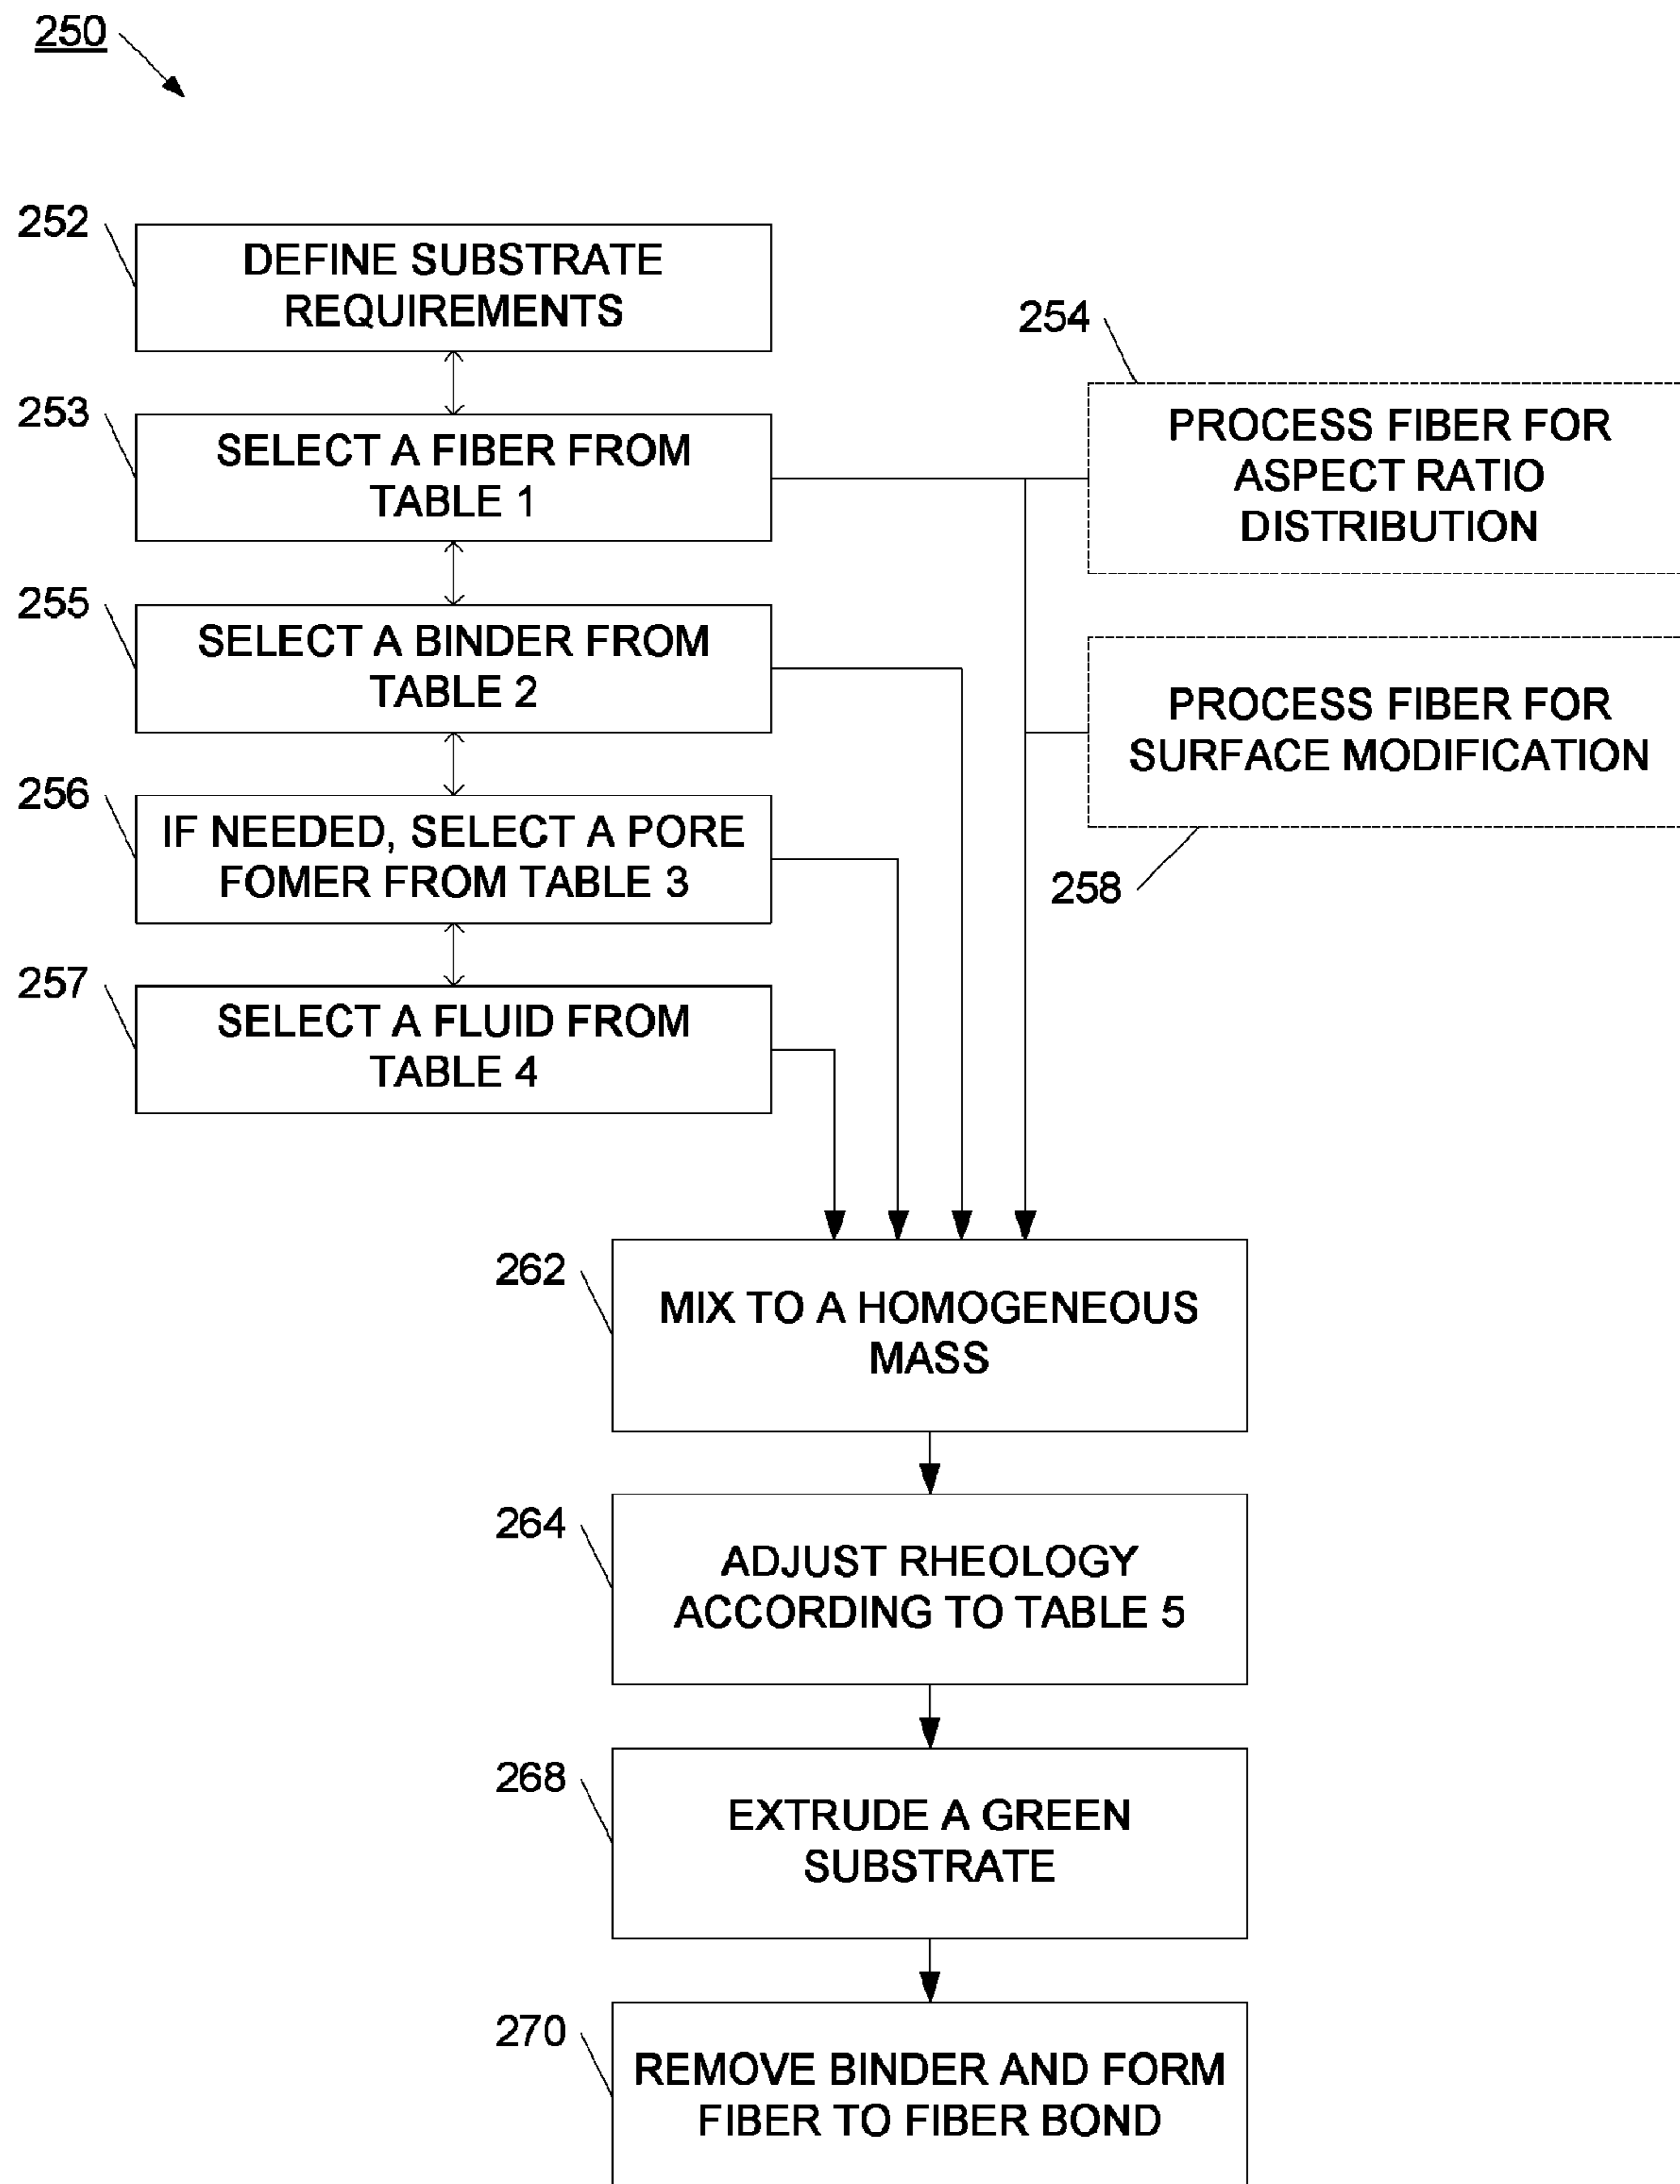 250
252
DEFINE SUBSTRATE
REQUIREMENTS
253
SELECT A FIBER FROM
TABLE 1
254
PROCESS FIBER FOR
ASPECT RATIO
DISTRIBUTION
255
SELECT A BINDER FROM
TABLE 2
PROCESS FIBER FOR
SURFACE MODIFICATION
258
256
IF NEEDED, SELECT A PORE
FOMER FROM TABLE 3
257
SELECT A FLUID FROM
TABLE 4
262
MIX TO A HOMOGENEOUS
MASS
264
ADJUST RHEOLOGY
ACCORDING TO TABLE 5
268
EXTRUDE A GREEN
SUBSTRATE
270
REMOVE BINDER AND FORM
FIBER TO FIBER BOND